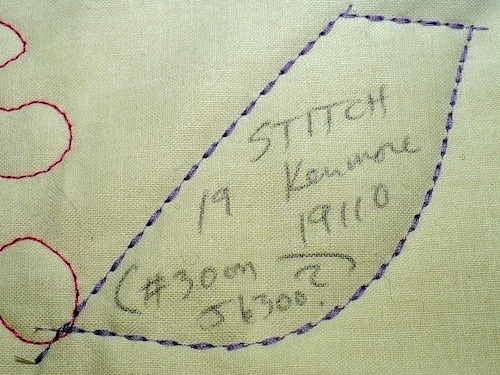 STITCH
19 Kenmore
19110
(#30 on
J6300?)